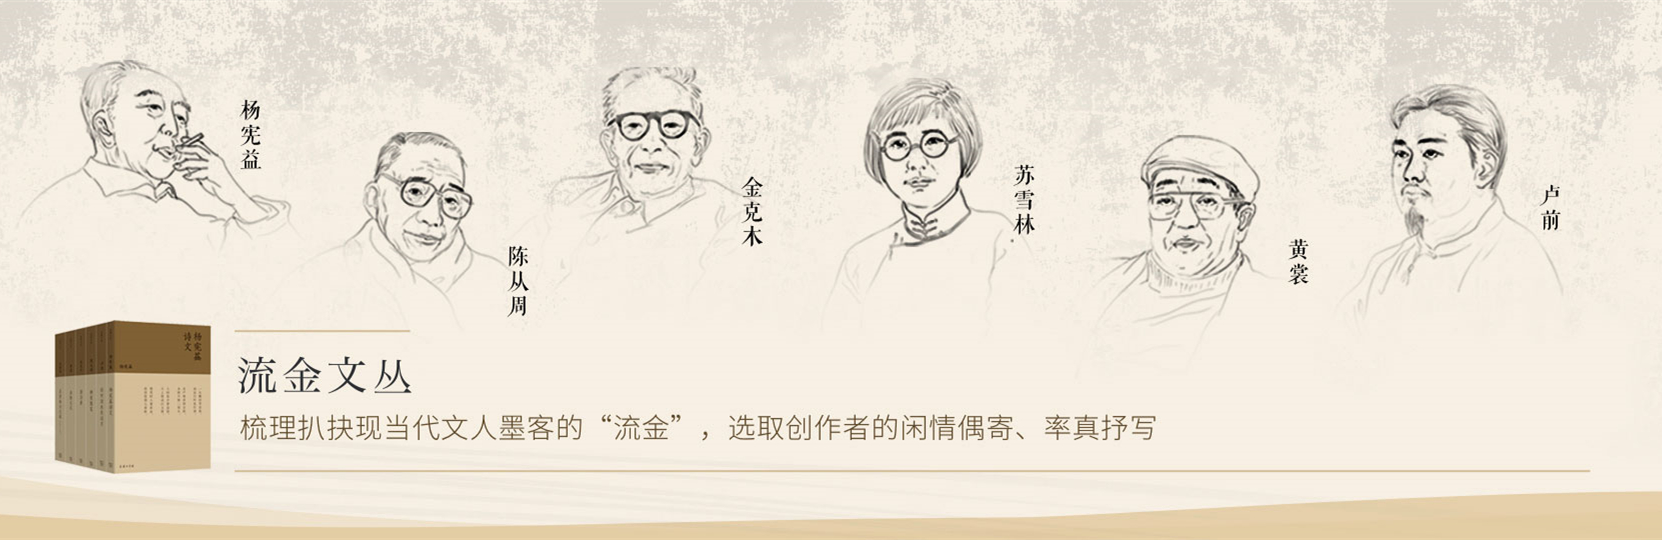 杨宪益
陈从周
金克木
苏雪林
黄裳
卢前
杨宪益
诗文
流金文丛
梳理扒抉现当代文人墨客的“流金”，选取创作者的闲情偶寄、率真抒写